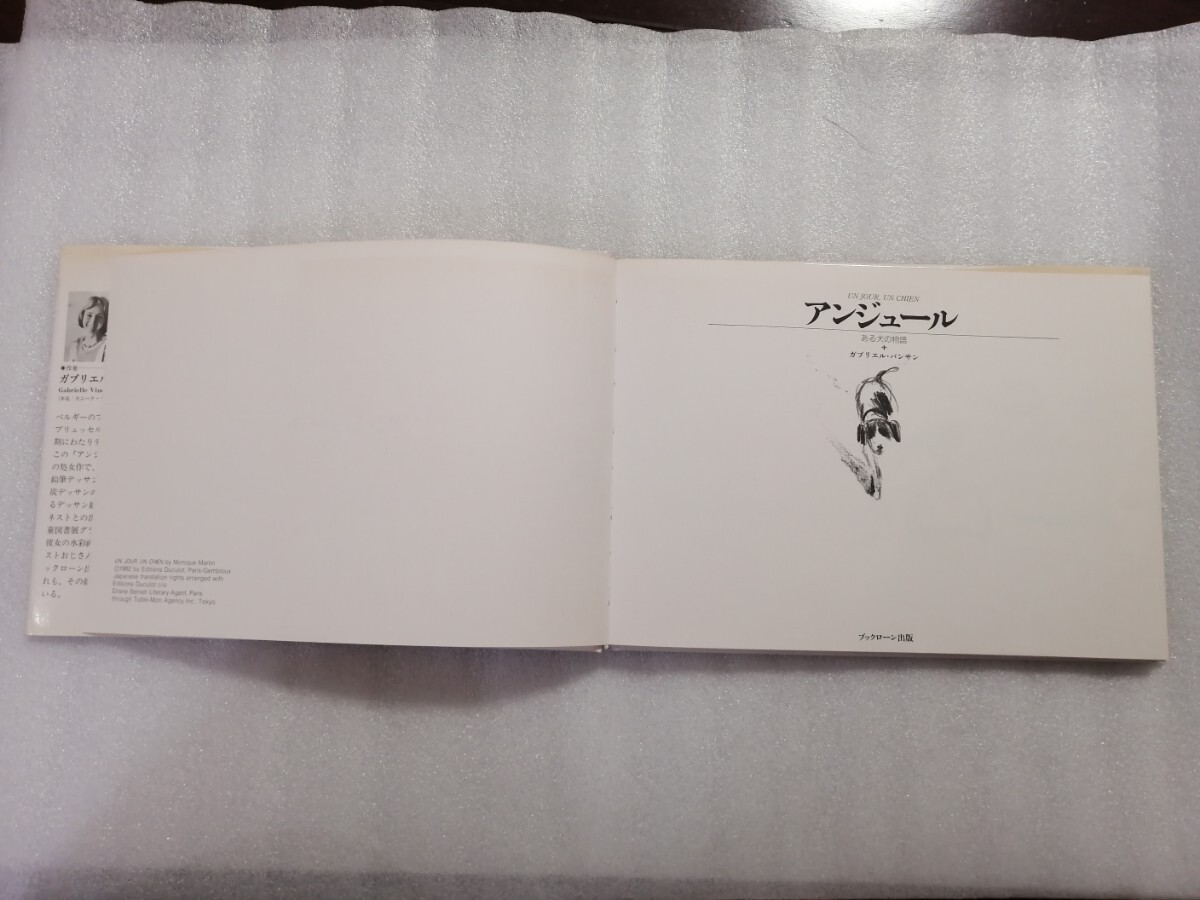 ●作者
ガブリエル
Gabrielle Vin
ベルギーの
ブリュッセル
期にわたり
この「アンジ
の処女作で、
鉛筆デッサン
炭デッサンの
るデッサン
ネストとの
童図書展グラ
彼女の水彩
ストおじさん
ックローン
れも、その
いる。
UN JOUR, UN CHIEN by Monique Martin
©1982 by Editions Duculot, Paris-Gembloux
Japanese translation rights arranged with
Editions Duculot c/o
Literary Agent, Paris
through Tuttle-Mori Agency Inc., Tokyo
UN JOUR, UN CHIEN
アンジュール
ある犬の物語
+
ガブリエル・バンサン
ブックローン出版